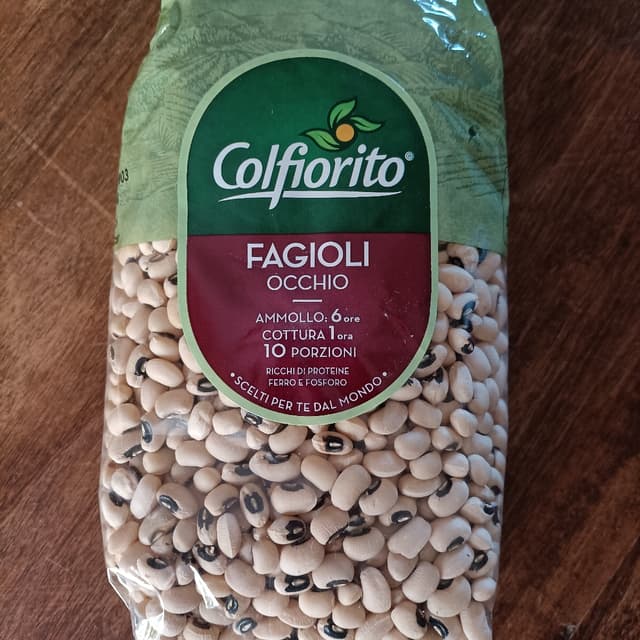 Colfiorito®
FAGIOLI
OCCHIO
AMMOLLO: 6 ore
COTTURA 1 ora
10 PORZIONI
RICCHI DI PROTEINE
FERRO E FOSFORO
• SCELTI PER TE DAL MONDO •